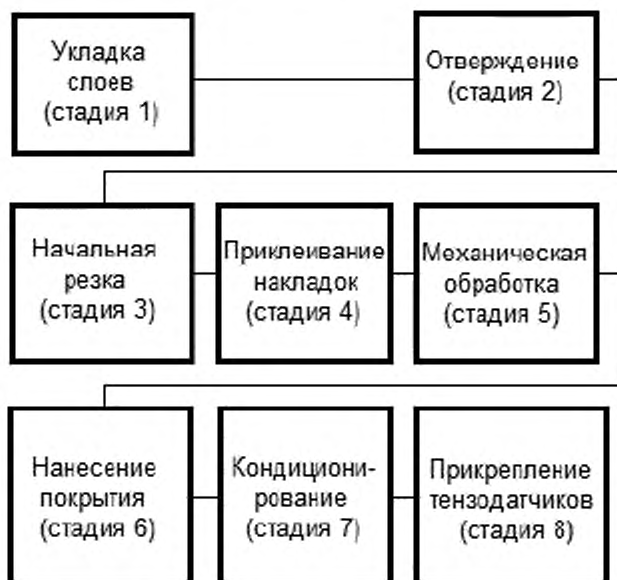 Укладка
слоев
(стадия 1)
Отверждение
(стадия 2)
Начальная
резка
(стадия 3)
Приклеивание
накладок
(стадия 4)
Механическая
обработка
(стадия 5)
Нанесение
покрытия
(стадия 6)
Кондициони-
рование
(стадия 7)
Прикрепление
тензодатчиков
(стадия 8)